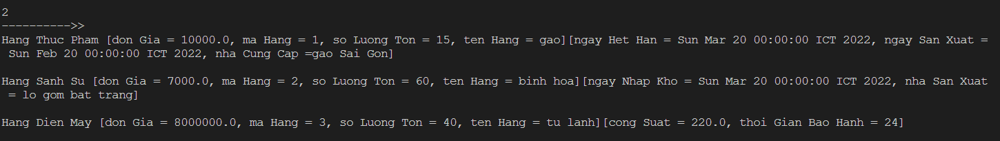 2
---------->>
Hang Thuc Pham [don Gia = 10000.0, ma Hang = 1, so Luong Ton = 15, ten Hang = gao][ngay Het Han = Sun Mar 20 00:00:00 ICT 2022, ngay San Xuat =
 Sun Feb 20 00:00:00 ICT 2022, nha Cung Cap =gao Sai Gon]

Hang Sanh Su [don Gia = 7000.0, ma Hang = 2, so Luong Ton = 60, ten Hang = binh hoa][ngay Nhap Kho = Sun Mar 20 00:00:00 ICT 2022, nha San Xuat
 = lo gom bat trang]

Hang Dien May [don Gia = 8000000.0, ma Hang = 3, so Luong Ton = 40, ten Hang = tu lanh][cong Suat = 220.0, thoi Gian Bao Hanh = 24]